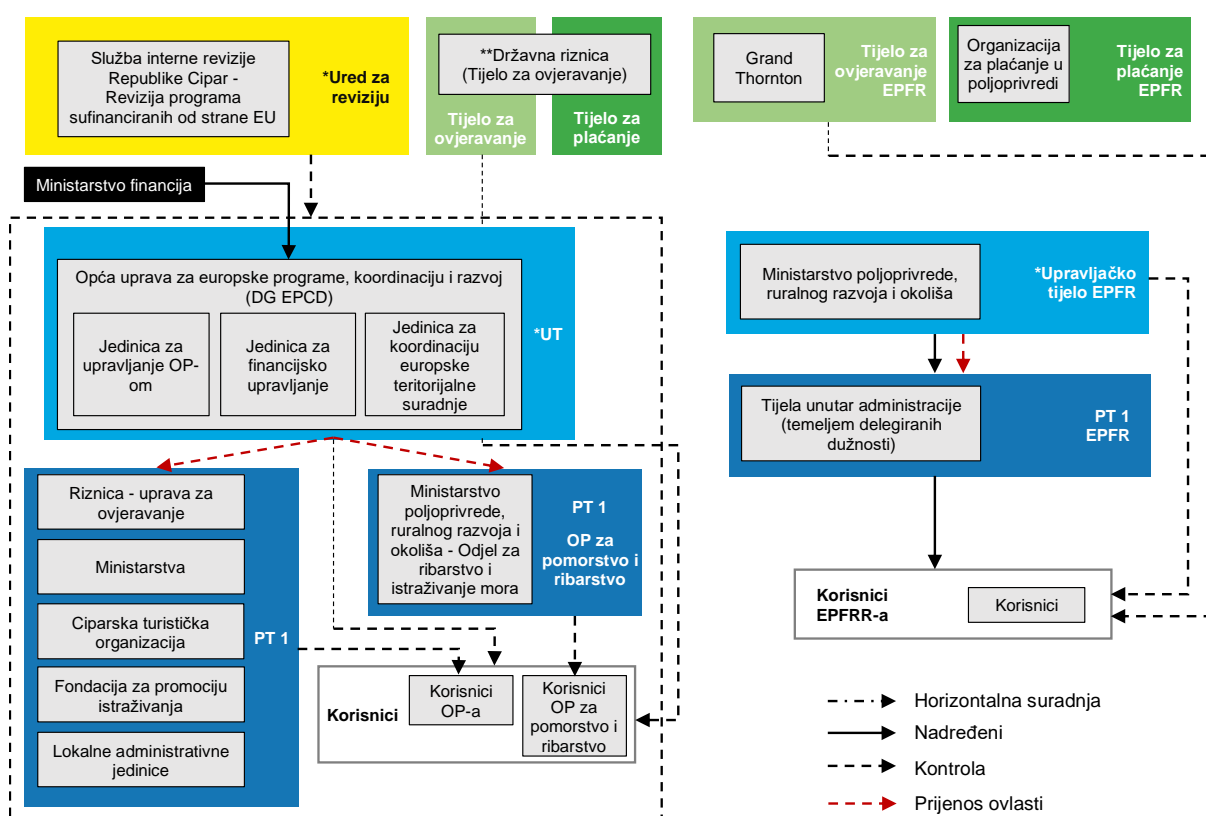 Služba interne revizije
Republike Cipar -
Revizija programa
sufinanciranih od strane EU
*Ured za
reviziju
**Državna riznica
(Tijelo za ovjeravanje)
Tijelo za
ovjeravanje
Tijelo za
plaćanje
Grand
Thornton
Tijelo za
ovjeravanje
EPFR
Organizacija
za plaćanje u
poljoprivredi
Tijelo za
plaćanje
EPFR
Ministarstvo financija
Opća uprava za europske programe, koordinaciju i razvoj
(DG EPCD)
Jedinica za
upravljanje OP-
om
Jedinica za
financijsko
upravljanje
Jedinica za
koordinaciju
europske
teritorijalne
suradnje
*UT
Ministarstvo poljoprivrede,
ruralnog razvoja i okoliša
*Upravljačko
tijelo EPFR
Tijela unutar administracije
(temeljem delegiranih
dužnosti)
PT 1
EPFR
Riznica - uprava za
ovjeravanje
Ministarstva
Ciparska turistička
organizacija
Fondacija za promociju
istraživanja
Lokalne administrativne
jedinice
PT 1
Ministarstvo
poljoprivrede,
ruralnog razvoja i
okoliša - Odjel za
ribarstvo i
istraživanje mora
PT 1
OP za
pomorstvo i
ribarstvo
Korisnici
Korisnici
OP-a
Korisnici
OP za
pomorstvo i
ribarstvo
Korisnici
EPFRR-a
Korisnici
Horizontalna suradnja
Nadređeni
Kontrola
Prijenos ovlasti